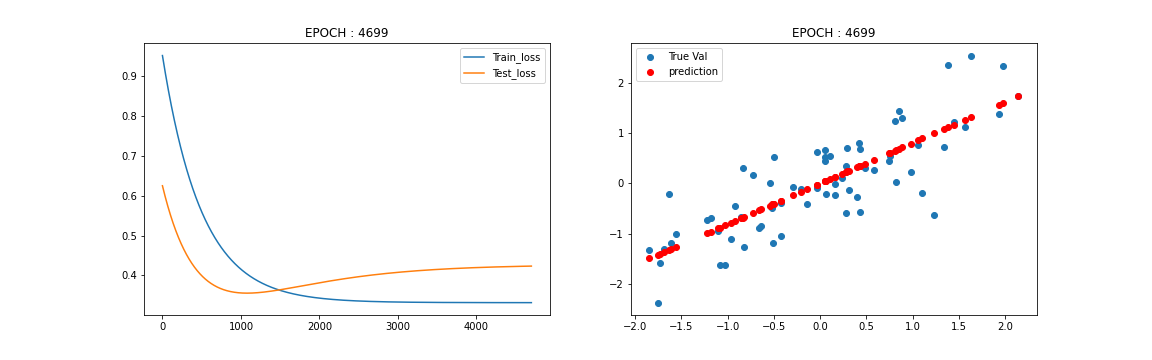 EPOCH : 4699
Train_loss
Test_loss
0.9
0.8
0.7
0.6
0.5
0.4
0 1000 2000 3000 4000
EPOCH : 4699
True Val
prediction
2
1
0
−1
−2
−2.0 −1.5 −1.0 −0.5 0.0 0.5 1.0 1.5 2.0